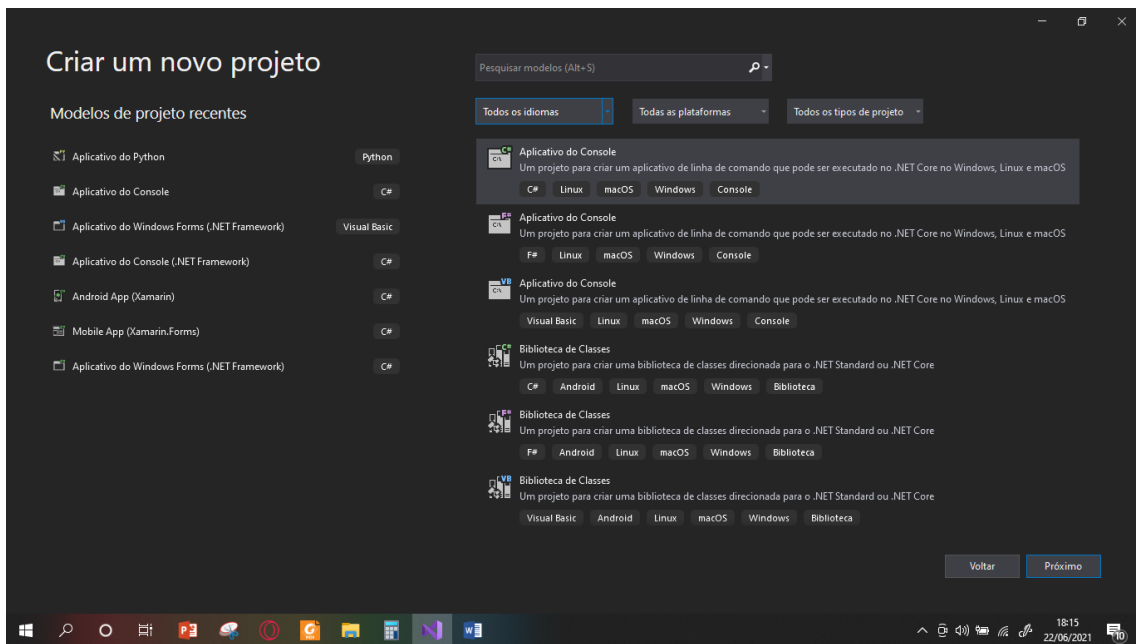 Criar um novo projeto
Modelos de projeto recentes
Aplicativo do Python
Python
Aplicativo do Console
C#
Aplicativo do Windows Forms (.NET Framework)
Visual Basic
Aplicativo do Console (.NET Framework)
C#
Android App (Xamarin)
C#
Mobile App (Xamarin.Forms)
C#
Aplicativo do Windows Forms (.NET Framework)
C#
Pesquisar modelos (Alt+S)
Todos os idiomas
Todas as plataformas
Todos os tipos de projeto
Aplicativo do Console
Um projeto para criar um aplicativo de linha de comando que pode ser executado no .NET Core no Windows, Linux e macOS
C# Linux macOS Windows Console
Aplicativo do Console
Um projeto para criar um aplicativo de linha de comando que pode ser executado no .NET Core no Windows, Linux e macOS
F# Linux macOS Windows Console
Aplicativo do Console
Um projeto para criar um aplicativo de linha de comando que pode ser executado no .NET Core no Windows, Linux e macOS
Visual Basic Linux macOS Windows Console
Biblioteca de Classes
Um projeto para criar uma biblioteca de classes direcionada para o .NET Standard ou .NET Core
C# Android Linux macOS Windows Biblioteca
Biblioteca de Classes
Um projeto para criar uma biblioteca de classes direcionada para o .NET Standard ou .NET Core
F# Android Linux macOS Windows Biblioteca
Biblioteca de Classes
Um projeto para criar uma biblioteca de classes direcionada para o .NET Standard ou .NET Core
Visual Basic Android Linux macOS Windows Biblioteca
Voltar
Próximo
18:15
22/06/2021